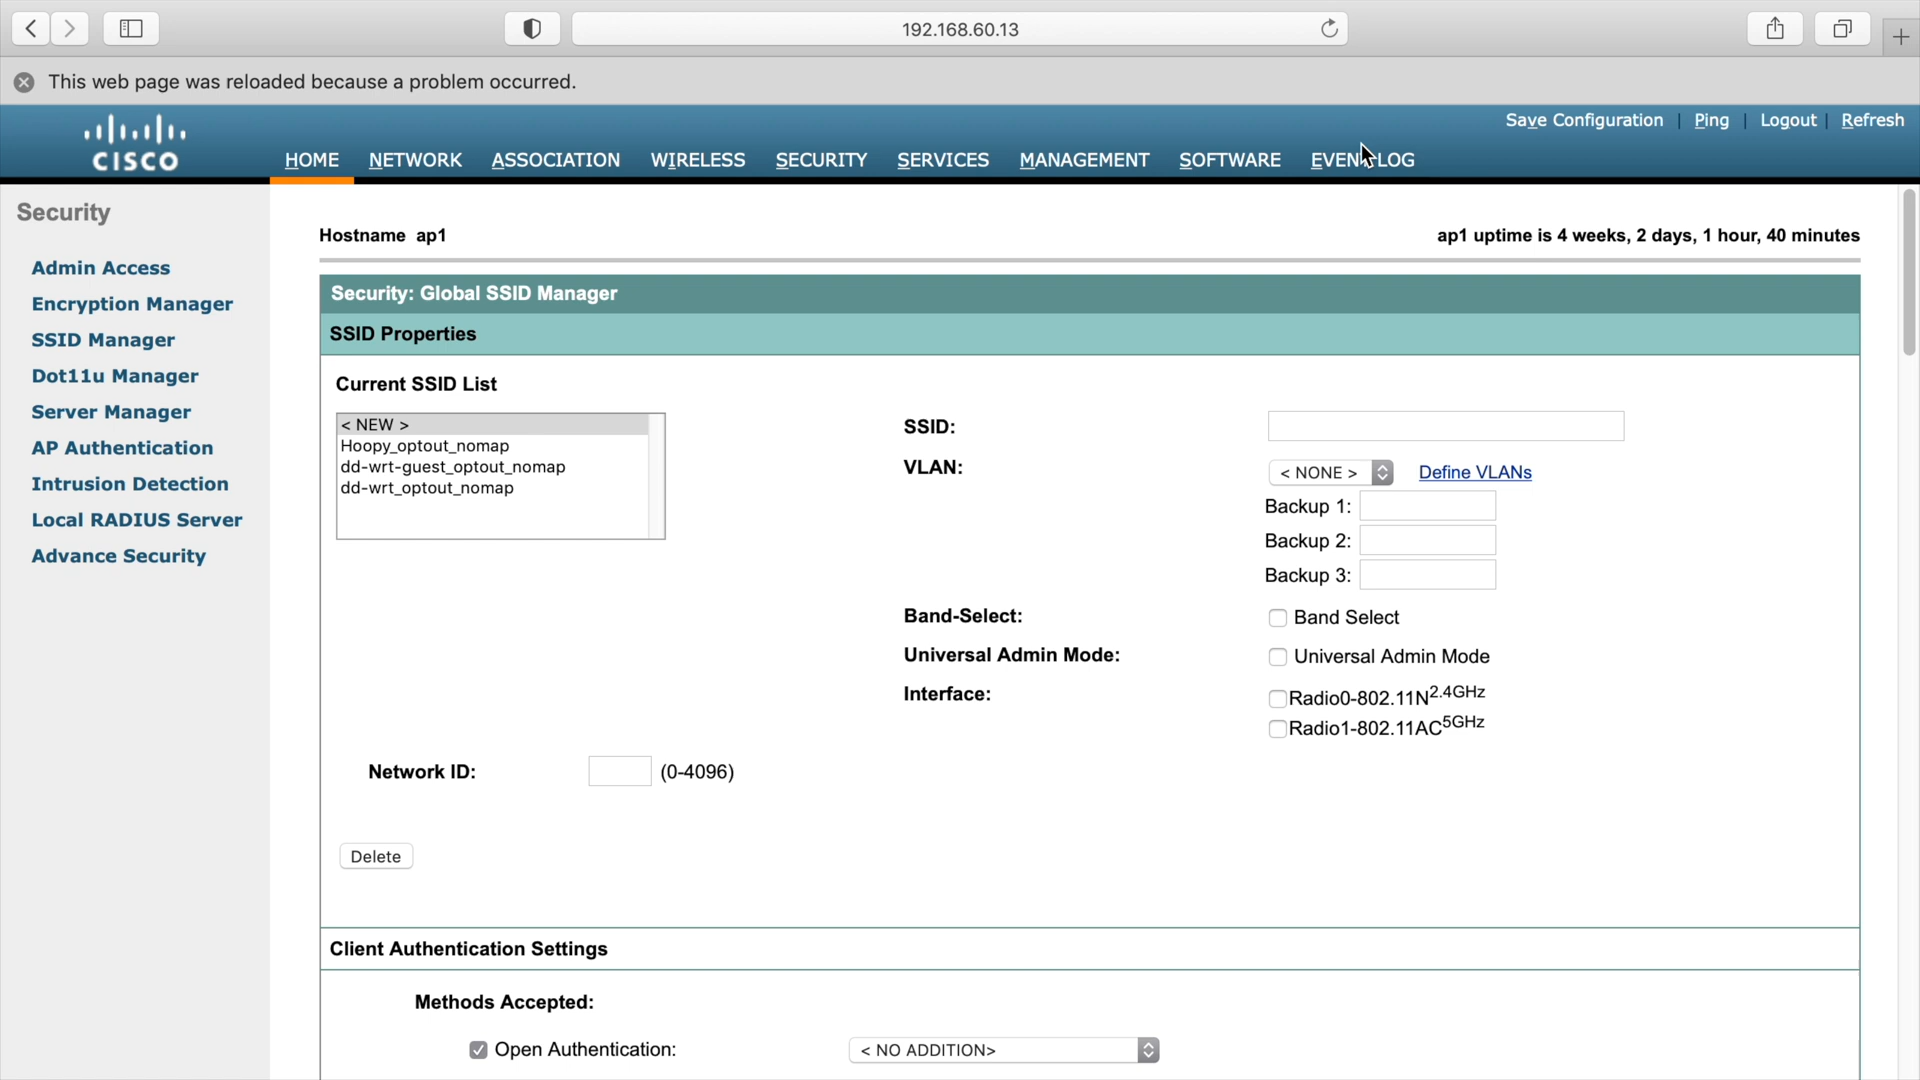 192.168.60.13
This web page was reloaded because a problem occurred.
Save Configuration | Ping | Logout | Refresh
CISCO
HOME NETWORK ASSOCIATION WIRELESS SECURITY SERVICES MANAGEMENT SOFTWARE EVENT LOG
Security
Admin Access
Encryption Manager
SSID Manager
Dot11u Manager
Server Manager
AP Authentication
Intrusion Detection
Local RADIUS Server
Advance Security
Hostname ap1
ap1 uptime is 4 weeks, 2 days, 1 hour, 40 minutes
Security: Global SSID Manager
SSID Properties
Current SSID List
< NEW >
Hoopy_optout_nomap
dd-wrt-guest_optout_nomap
dd-wrt_optout_nomap
SSID:
VLAN: < NONE > Define VLANs
Backup 1:
Backup 2:
Backup 3:
Band-Select: Band Select
Universal Admin Mode: Universal Admin Mode
Interface: Radio0-802.11N2.4GHz
Radio1-802.11AC5GHz
Network ID: (0-4096)
Delete
Client Authentication Settings
Methods Accepted:
Open Authentication: < NO ADDITION>